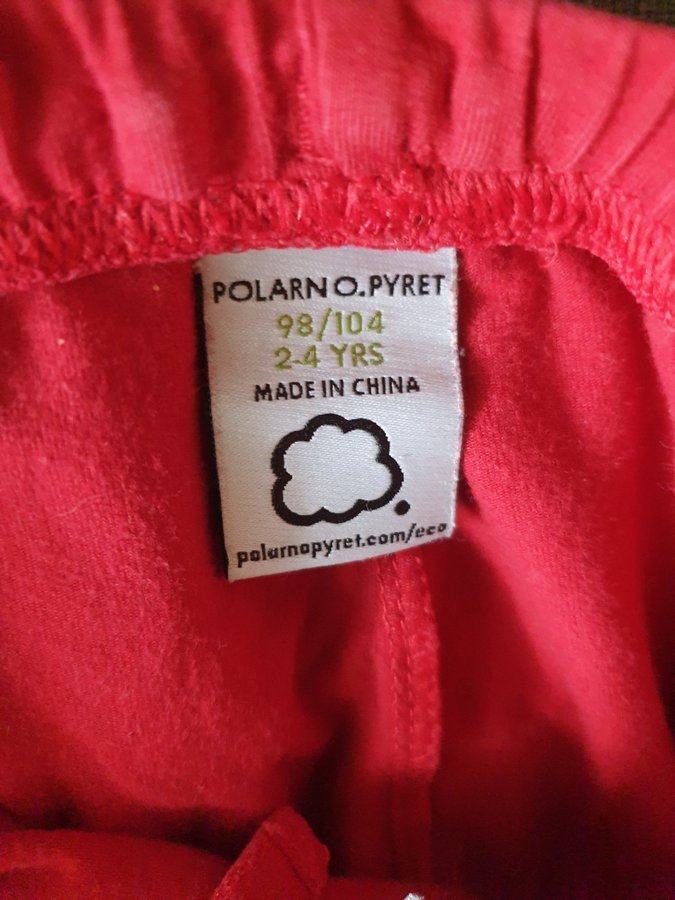 POLARN O.PYRET
98/104
2-4 YRS
MADE IN CHINA
polarnopyret.com/eco